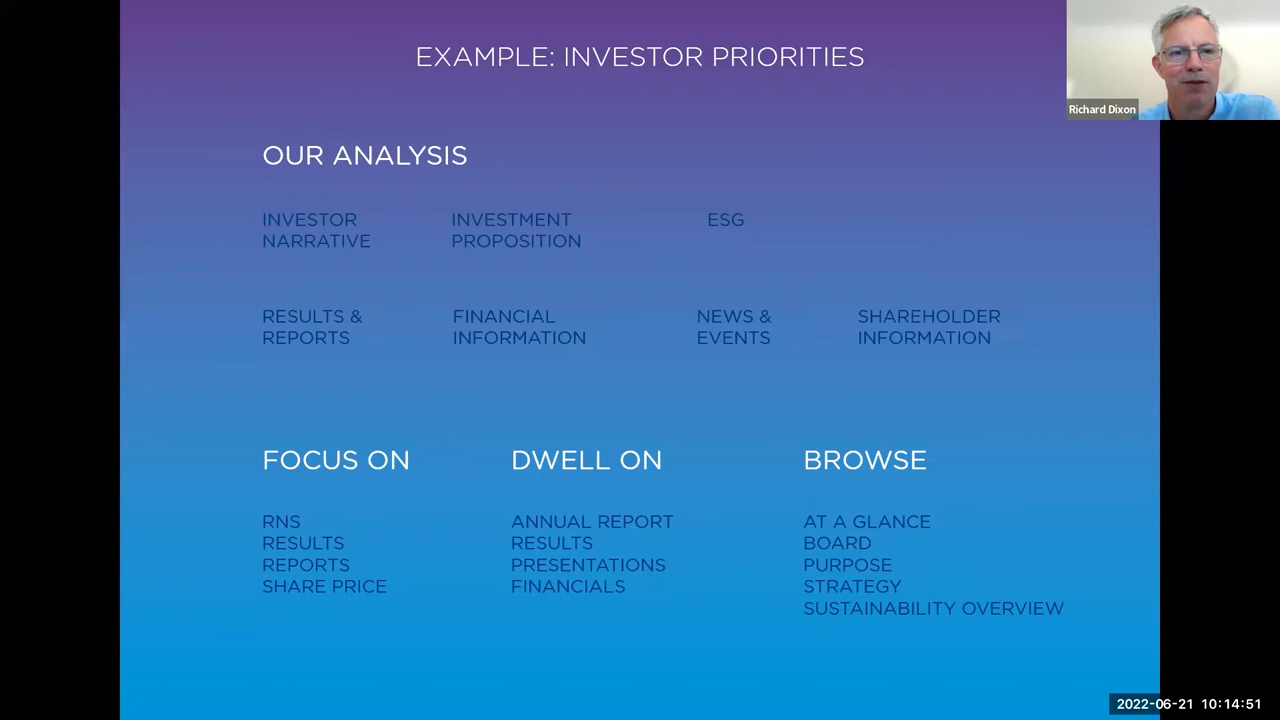 EXAMPLE: INVESTOR PRIORITIES
Richard Dixon
OUR ANALYSIS
INVESTOR
NARRATIVE
INVESTMENT
PROPOSITION
ESG
RESULTS &
REPORTS
FINANCIAL
INFORMATION
NEWS &
EVENTS
SHAREHOLDER
INFORMATION
FOCUS ON
RNS
RESULTS
REPORTS
SHARE PRICE
DWELL ON
ANNUAL REPORT
RESULTS
PRESENTATIONS
FINANCIALS
BROWSE
AT A GLANCE
BOARD
PURPOSE
STRATEGY
SUSTAINABILITY OVERVIEW
2022-06-21 10:14:51